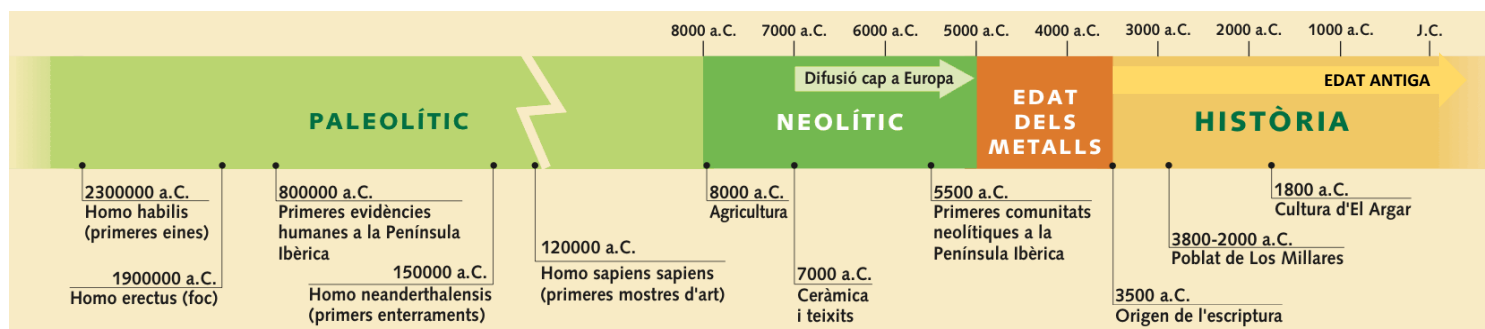 8000 a.C. 7000 a.C. 6000 a.C. 5000 a.C. 4000 a.C. 3000 a.C. 2000 a.C. 1000 a.C. J.C.
Difusió cap a Europa
EDAT ANTIGA
PALEOLÍTIC
NEOLÍTIC
EDAT
DELS
METALLS
HISTÒRIA
2300000 a.C.
Homo habilis
(primeres eines)
1900000 a.C.
Homo erectus (foc)
800000 a.C.
Primeres evidències
humanes a la Península
Ibèrica
150000 a.C.
Homo neanderthalensis
(primers enterraments)
120000 a.C.
Homo sapiens sapiens
(primeres mostres d'art)
8000 a.C.
Agricultura
7000 a.C.
Ceràmica
i teixits
5500 a.C.
Primeres comunitats
neolítiques a la
Península Ibèrica
3500 a.C.
Origen de l'escriptura
3800-2000 a.C.
Poblat de Los Millares
1800 a.C.
Cultura d'El Argar